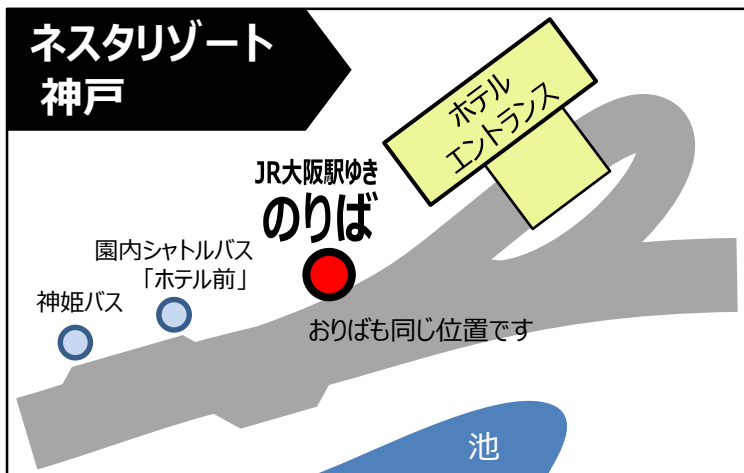 ネスタリゾート
神戸
ホテル
エントランス
JR大阪駅ゆき
のりば
園内シャトルバス
「ホテル前」
神姫バス
おりばも同じ位置です
池